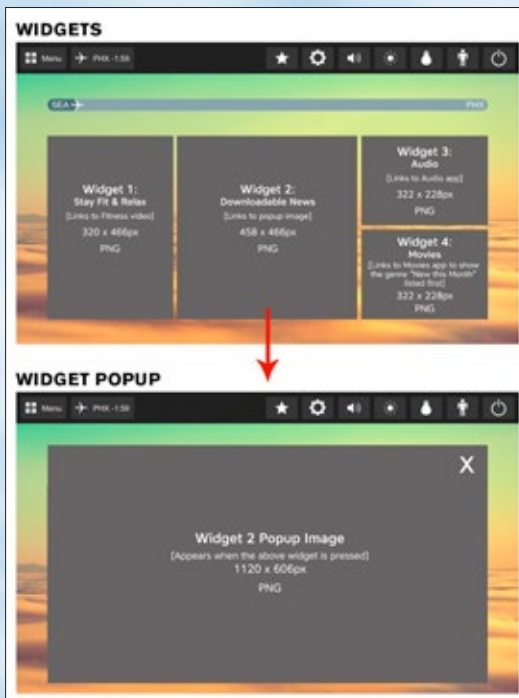 WIDGETS
Menu PHX -1:59
SEA PHX
Widget 1:
Stay Fit & Relax
[Links to Fitness video]
320 x 466px
PNG
Widget 2:
Downloadable News
[Links to popup image]
458 x 466px
PNG
Widget 3:
Audio
[Links to Audio app]
322 x 228px
PNG
Widget 4:
Movies
[Links to Movies app to show
the genre "New this Month"
listed first]
322 x 228px
PNG
WIDGET POPUP
Menu PHX -1:59
X
Widget 2 Popup Image
[Appears when the above widget is pressed]
1120 x 606px
PNG